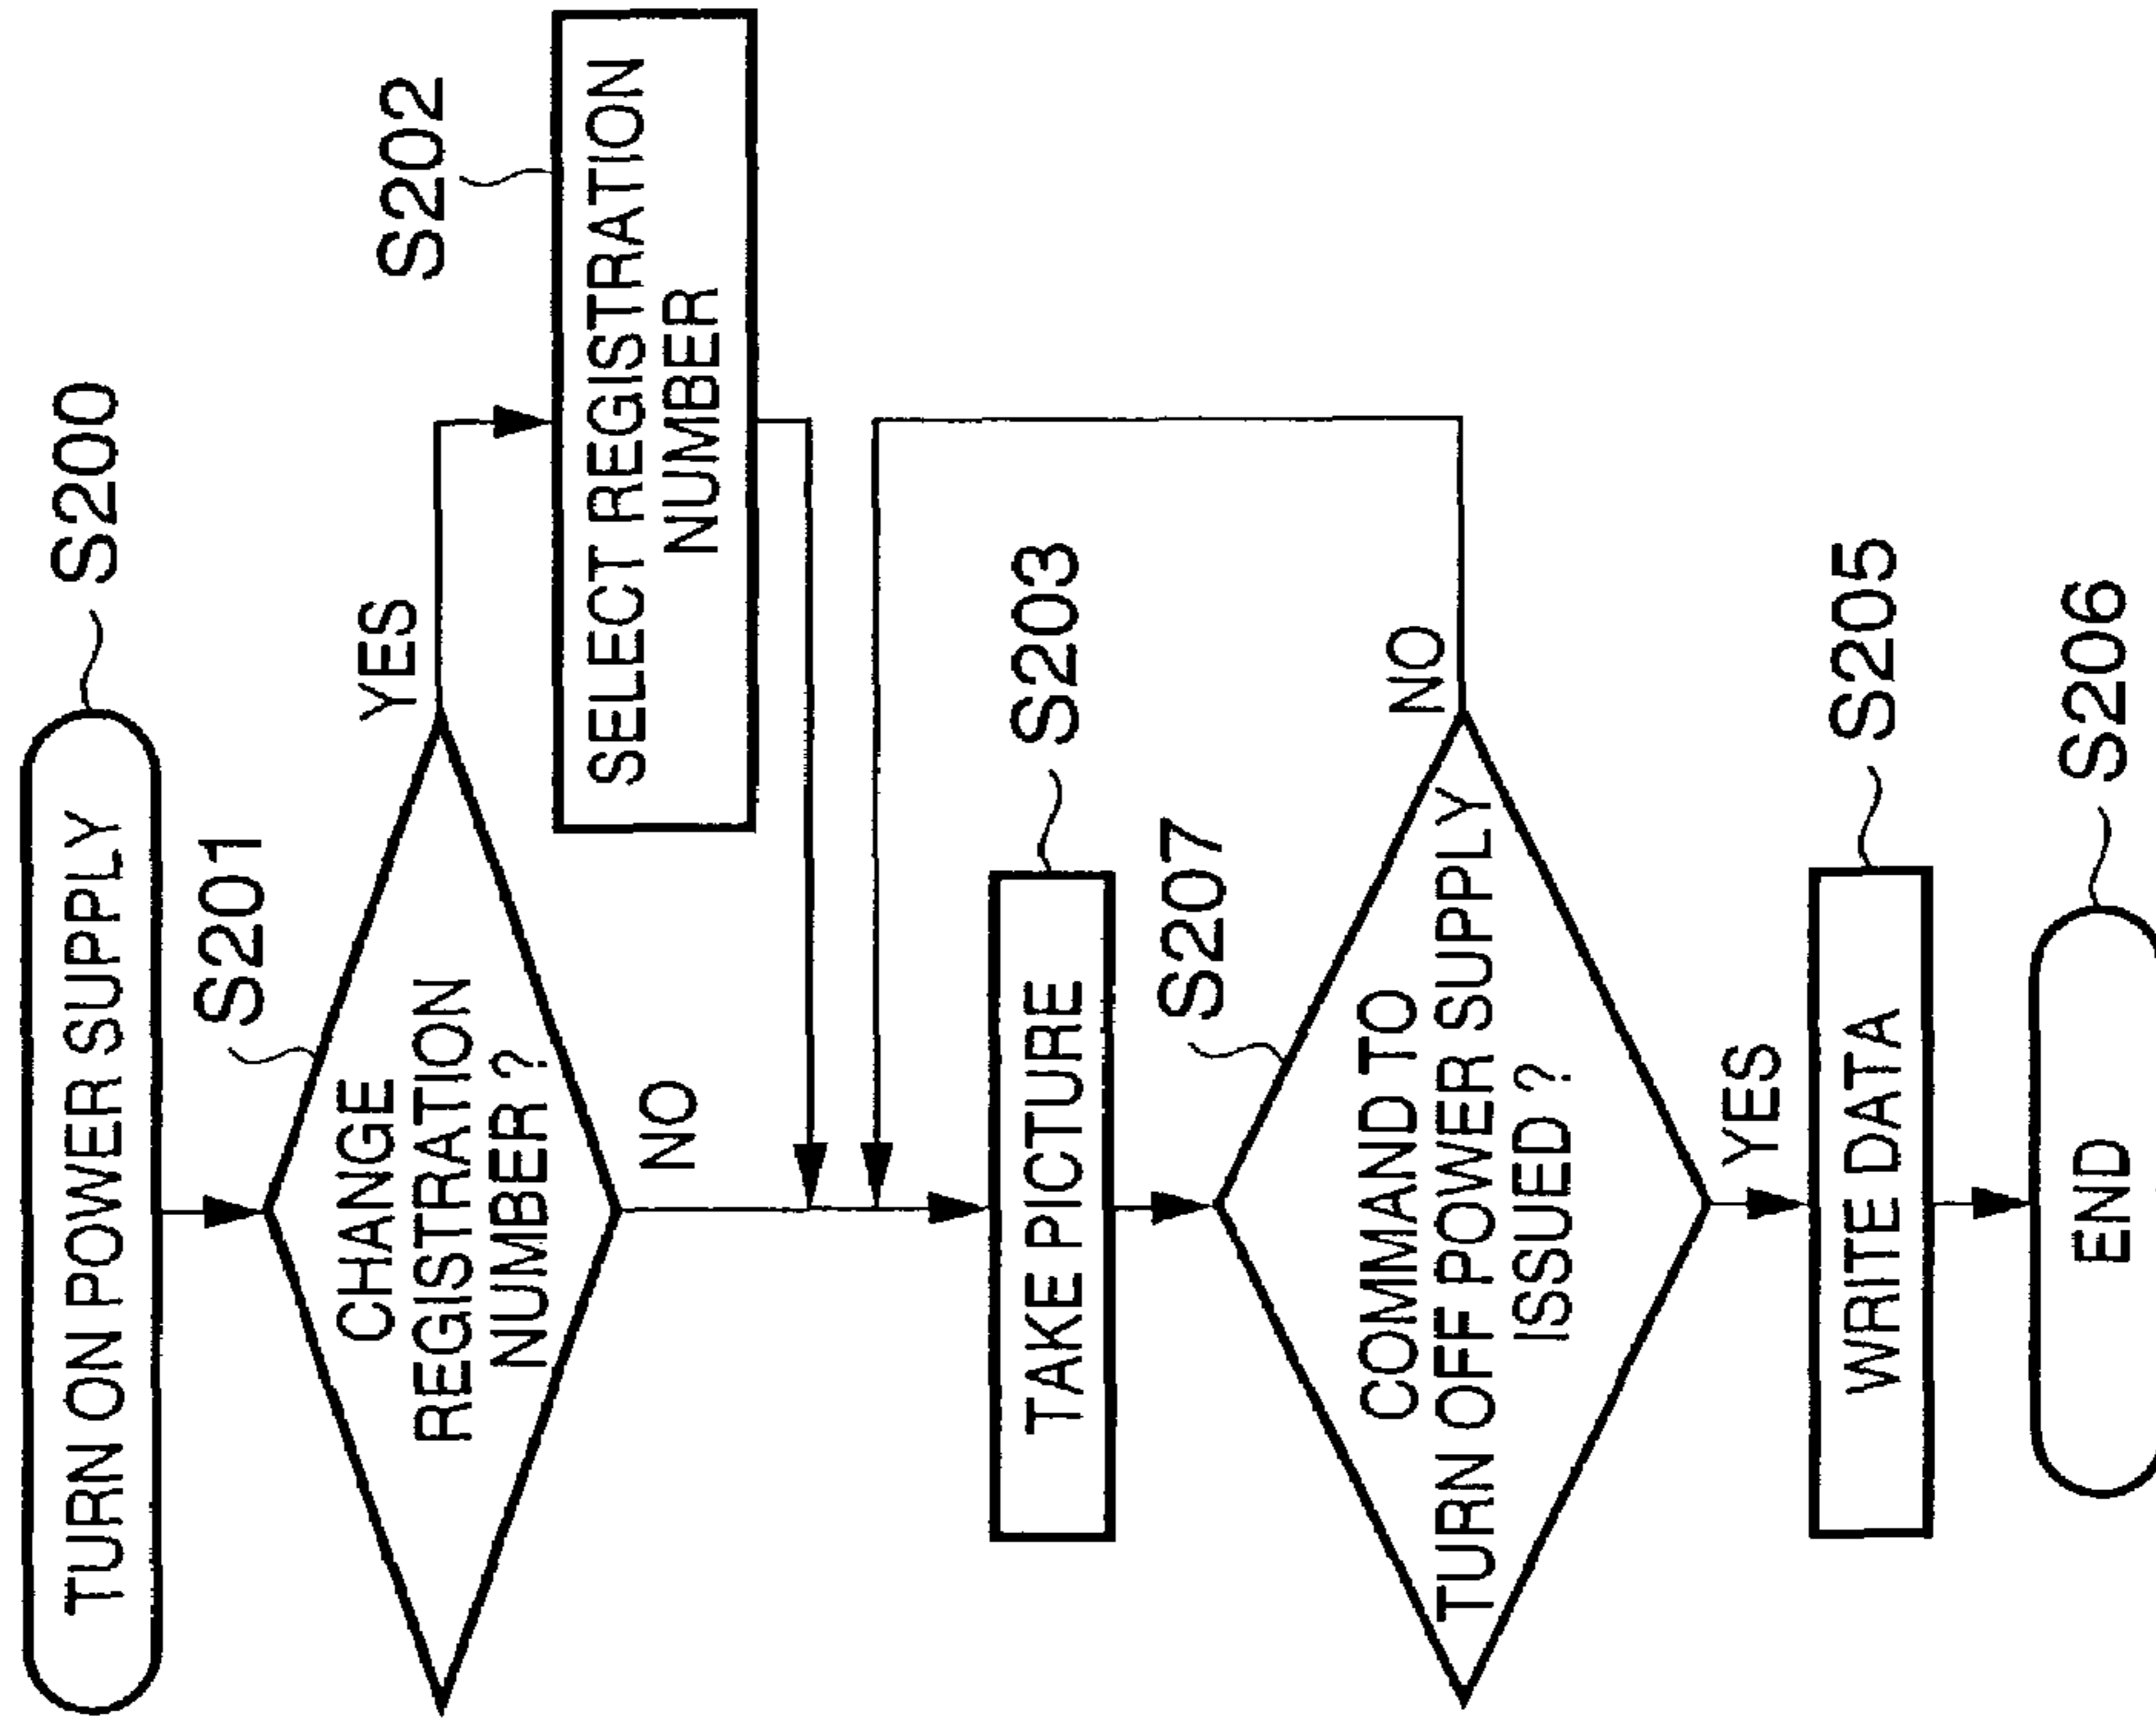 TURN ON POWER SUPPLY
S200
S201
CHANGE
REGISTRATION
NUMBER ?
YES
NO
S202
SELECT REGISTRATION
NUMBER
S203
TAKE PICTURE
S207
COMMAND TO
TURN OFF POWER SUPPLY
ISSUED ?
NO
YES
S205
WRITE DATA
S206
END